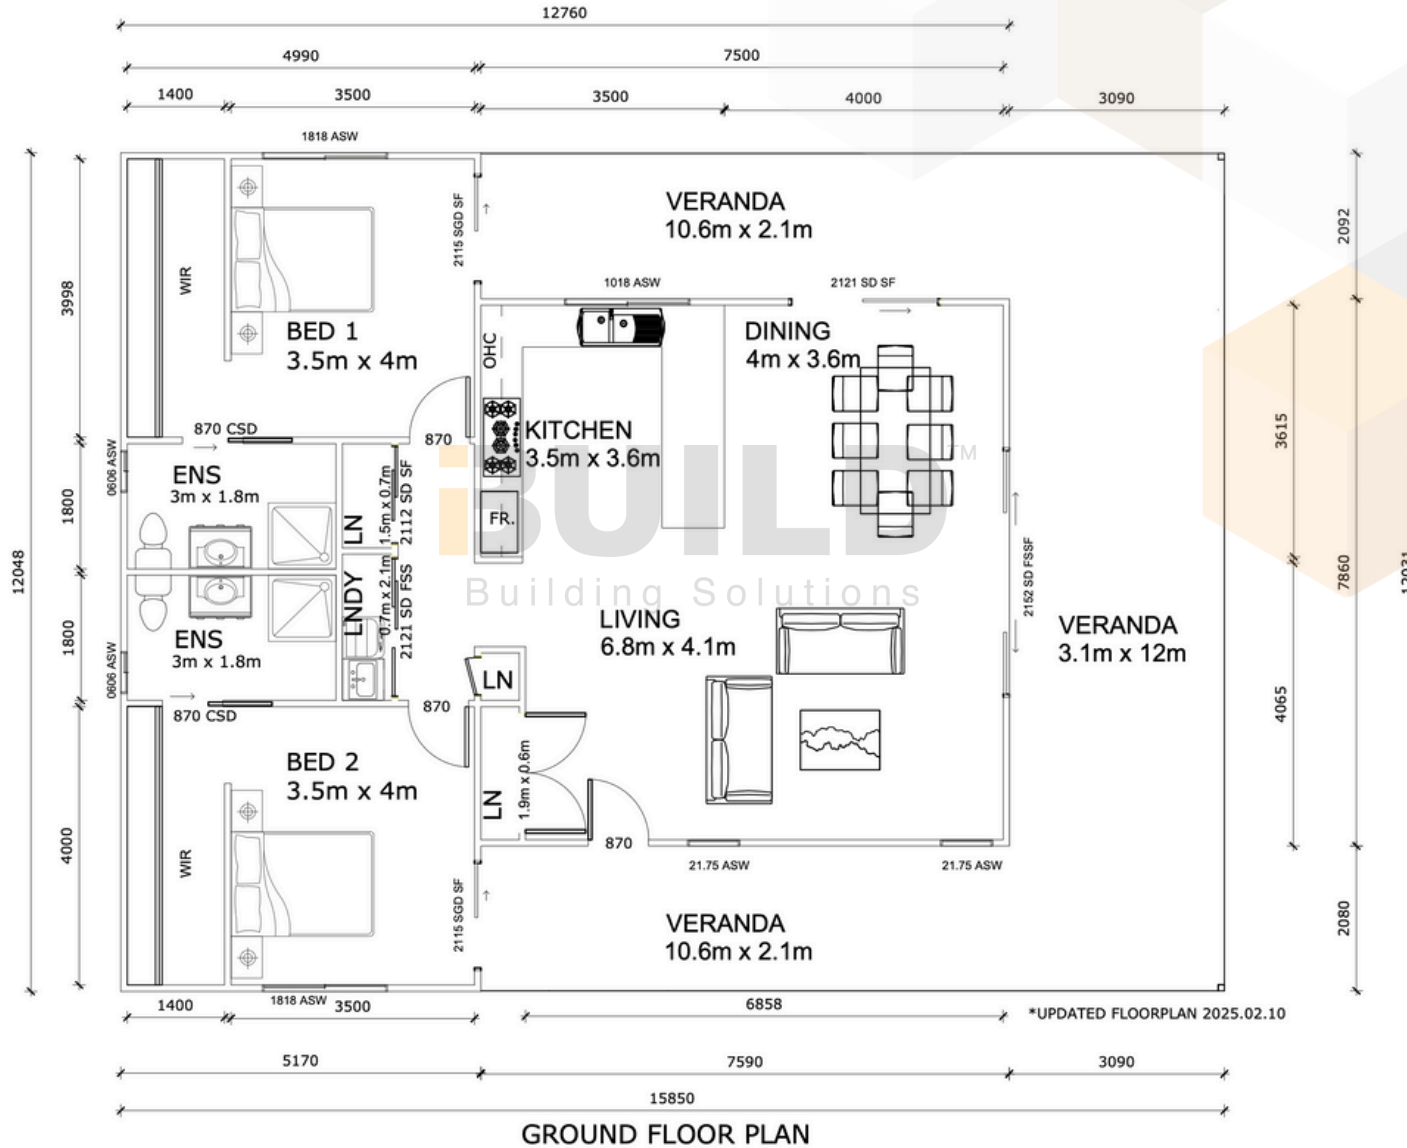 12760
4990
7500
1400
3500
3500
4000
3090
1818 ASW
VERANDA
10.6m x 2.1m
2115 SGD SF
2092
WIR
1018 ASW
2121 SD SF
3998
BED 1
3.5m x 4m
OHC
DINING
4m x 3.6m
870 CSD
870
KITCHEN
3.5m x 3.6m
3615
0606 ASW
ENS
3m x 1.8m
LN
1.5m x 0.7m
2112 SD SF
iBUILD™
Building Solutions
FR.
1800
12048
LNDY
0.7m x 2.1m
2121 SD FSS
2152 SD FSSF
7860
12031
1800
ENS
3m x 1.8m
0606 ASW
LIVING
6.8m x 4.1m
VERANDA
3.1m x 12m
LN
870 CSD
870
4065
BED 2
3.5m x 4m
LN
1.9m x 0.6m
4000
WIR
870
21.75 ASW
21.75 ASW
2115 SGD SF
VERANDA
10.6m x 2.1m
2080
1818 ASW
1400
3500
6858
*UPDATED FLOORPLAN 2025.02.10
5170
7590
3090
15850
GROUND FLOOR PLAN